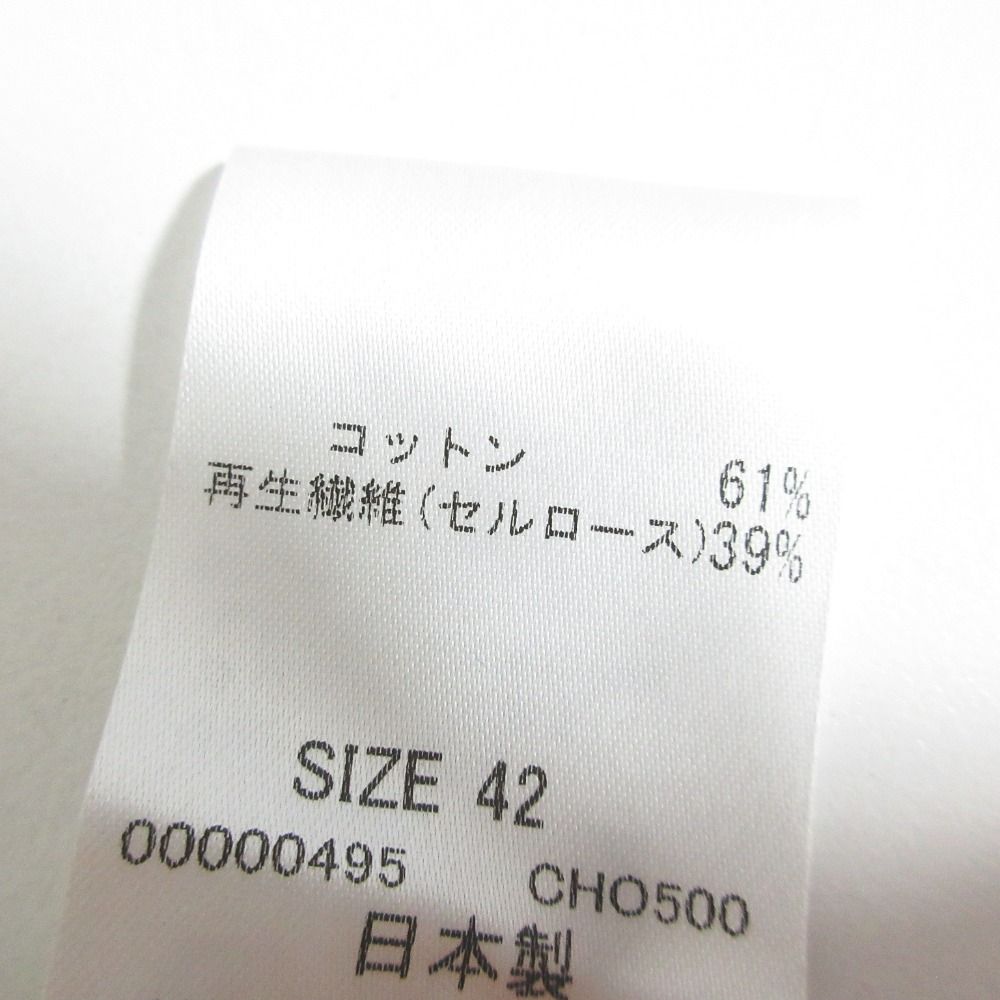 コットン 61%
再生繊維(セルロース)39%
SIZE 42
00000495 CHO500
日本製